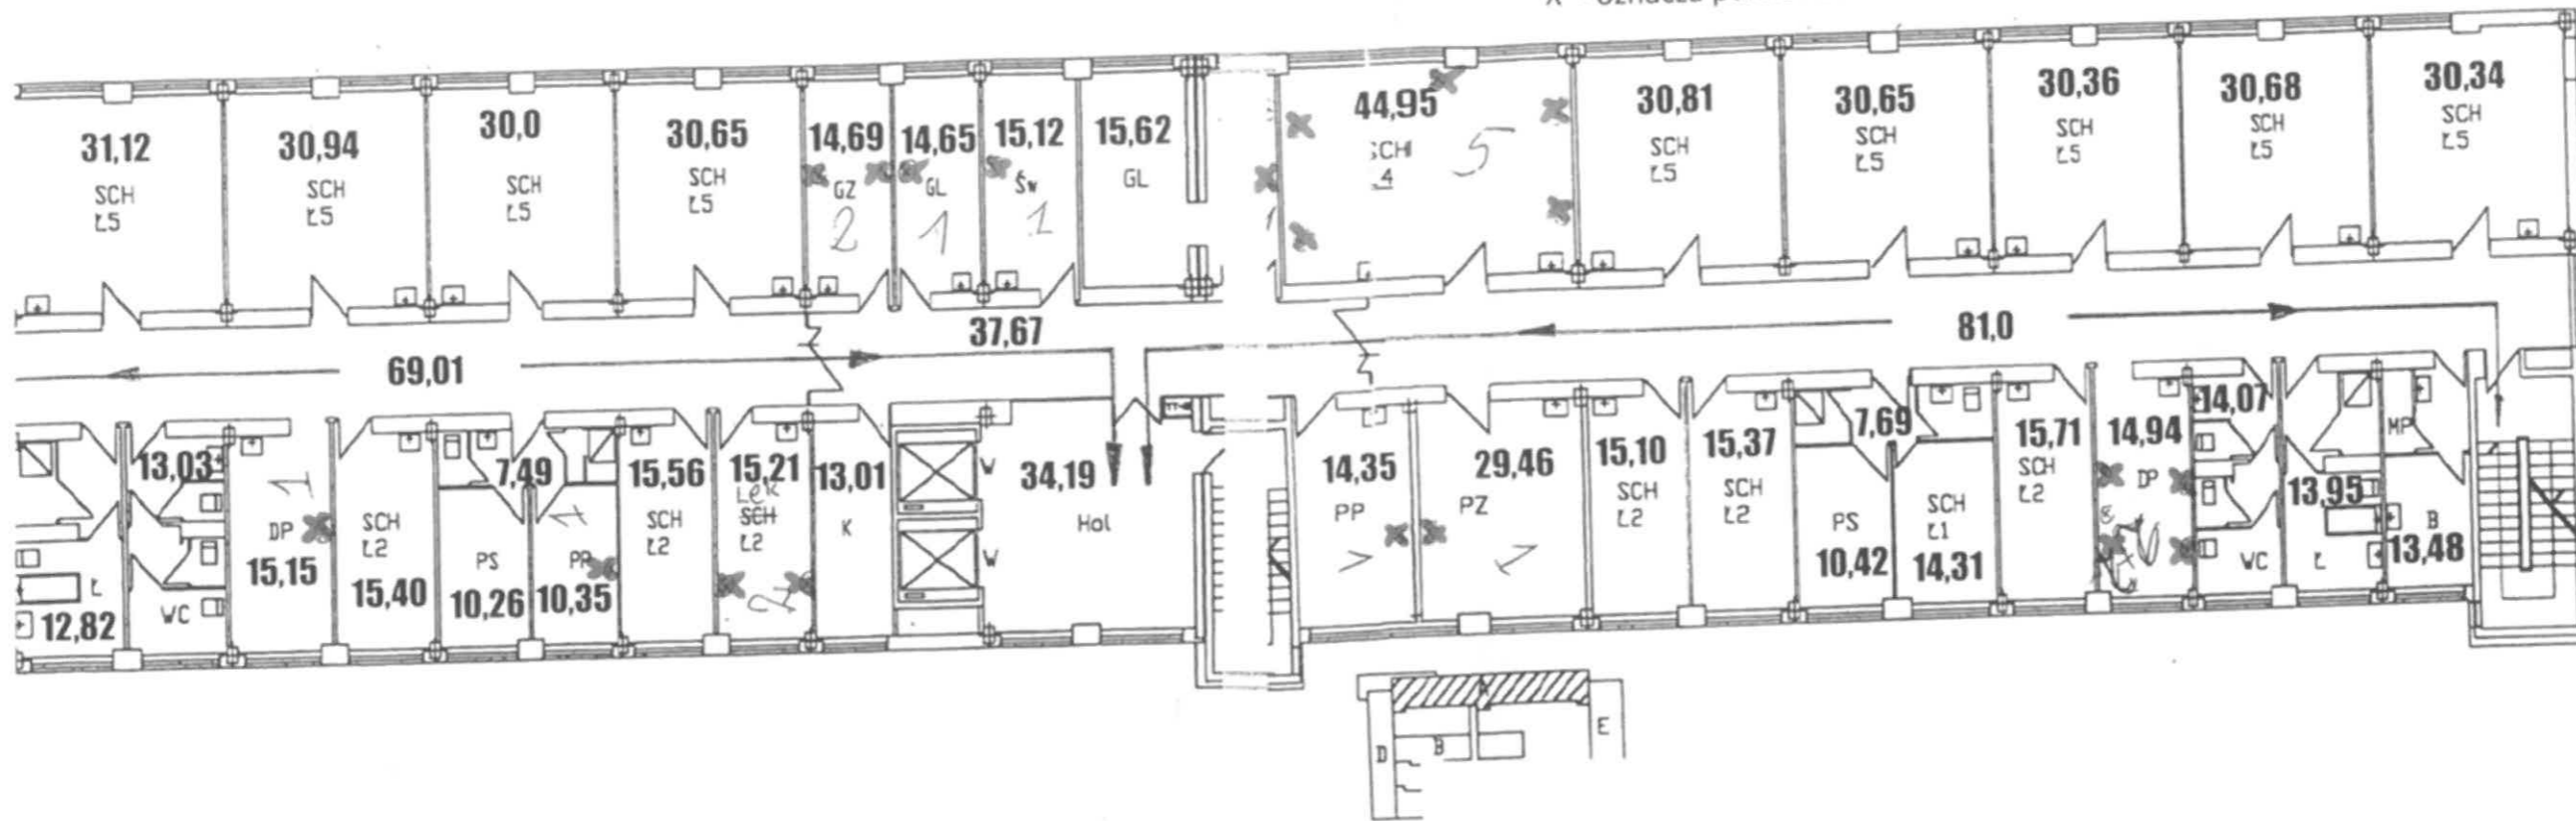 31,12
SCH
Ł5
30,94
SCH
Ł5
30,0
SCH
Ł5
30,65
SCH
Ł5
14,69
GZ
2
14,65
GL
1
15,12
Św
1
15,62
GL
44,95
SCH
Ł4
5
30,81
SCH
Ł5
30,65
SCH
Ł5
30,36
SCH
Ł5
30,68
SCH
Ł5
30,34
SCH
Ł5
69,01
37,67
81,0
12,82
Ł
13,03
WC
1
DP
15,15
SCH
Ł2
15,40
7,49
PS
10,26
1
PP
10,35
15,56
SCH
Ł2
15,21
Lek
SCH
Ł2
2
13,01
K
W
W
34,19
Hol
14,35
PP
1
29,46
PZ
1
15,10
SCH
Ł2
15,37
SCH
Ł2
7,69
PS
10,42
SCH
Ł1
14,31
15,71
SCH
Ł2
14,94
DP
14,07
WC
13,95
Ł
MP
B
13,48
D
B
E